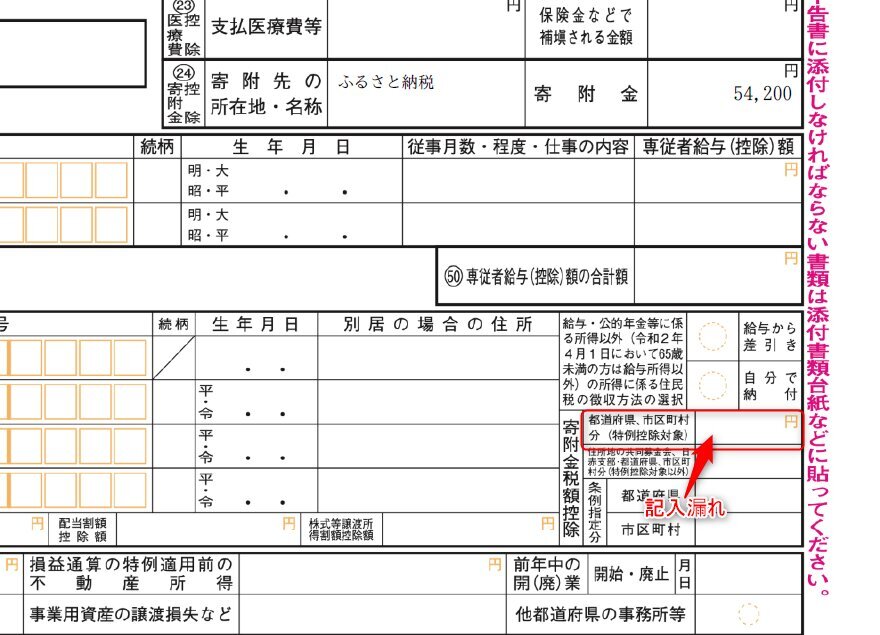 ㉓
医 控
療
費 除
支払医療費等
円
保険金などで
補塡される金額
円
㉔
寄 控
附
金 除
寄附先の
所在地・名称
ふるさと納税
寄附金
円
54,200
続柄
生年月日
従事月数・程度・仕事の内容
専従者給与(控除)額
明・大
昭・平 ・ ・
円
明・大
昭・平 ・ ・
㊿専従者給与(控除)額の合計額
円
号
続柄
生年月日
別居の場合の住所
給与・公的年金等に係
る所得以外(令和2年
4月1日において65歳
未満の方は給与所得以
外)の所得に係る住民
税の徴収方法の選択
給与から
差引き
自分で
納付
・ ・
平
・
令 ・ ・
平
・
令 ・ ・
平
・
令 ・ ・
寄附金税額控除
都道府県、市区町村
分(特例控除対象)
円
住所地の共同募金会、日
赤支部・都道府県、市区町
村分(特例控除対象以外)
条例指定分
都道府県
市区町村
記入漏れ
円
配当割額
控除額
円
株式等譲渡所
得割額控除額
円
円
損益通算の特例適用前の
不動産所得
円
前年中の
開(廃)業
開始・廃止
月
日
事業用資産の譲渡損失など
他都道府県の事務所等
告書に添付しなければならない書類は添付書類台紙などに貼ってください。